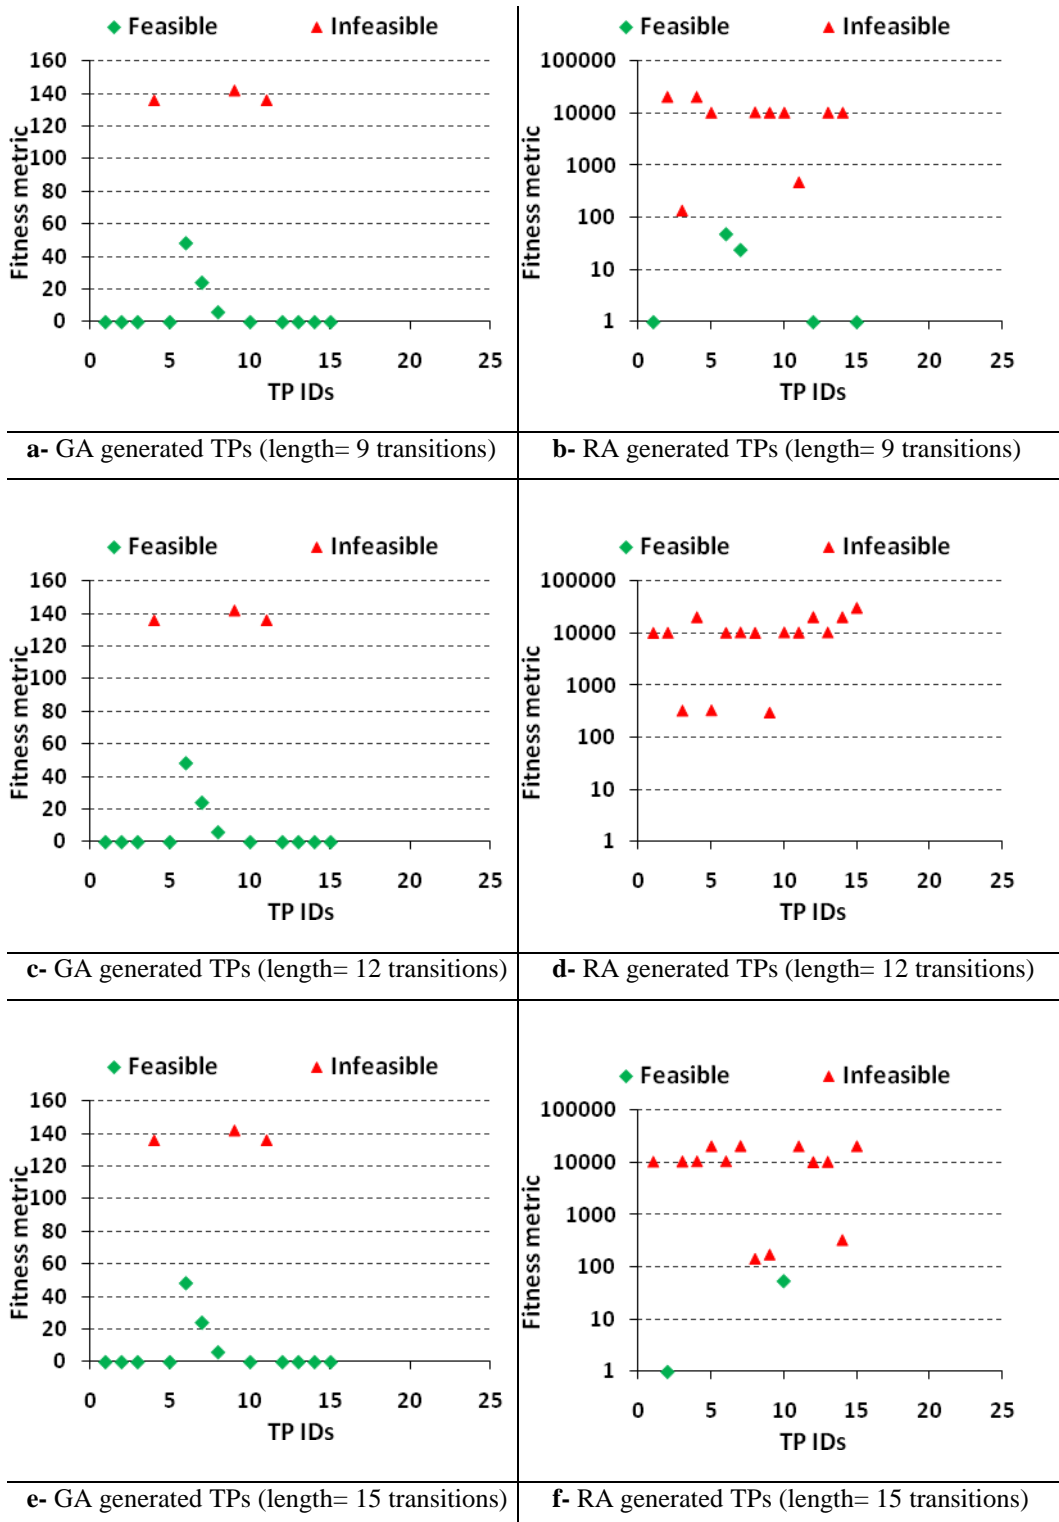 Feasible Infeasible
160
140
120
100
80
60
40
20
0
Fitness metric
0 5 10 15 20 25
TP IDs
a- GA generated TPs (length= 9 transitions)
Feasible Infeasible
100000
10000
1000
100
10
1
Fitness metric
0 5 10 15 20 25
TP IDs
b- RA generated TPs (length= 9 transitions)
Feasible Infeasible
160
140
120
100
80
60
40
20
0
Fitness metric
0 5 10 15 20 25
TP IDs
c- GA generated TPs (length= 12 transitions)
Feasible Infeasible
100000
10000
1000
100
10
1
Fitness metric
0 5 10 15 20 25
TP IDs
d- RA generated TPs (length= 12 transitions)
Feasible Infeasible
160
140
120
100
80
60
40
20
0
Fitness metric
0 5 10 15 20 25
TP IDs
e- GA generated TPs (length= 15 transitions)
Feasible Infeasible
100000
10000
1000
100
10
1
Fitness metric
0 5 10 15 20 25
TP IDs
f- RA generated TPs (length= 15 transitions)